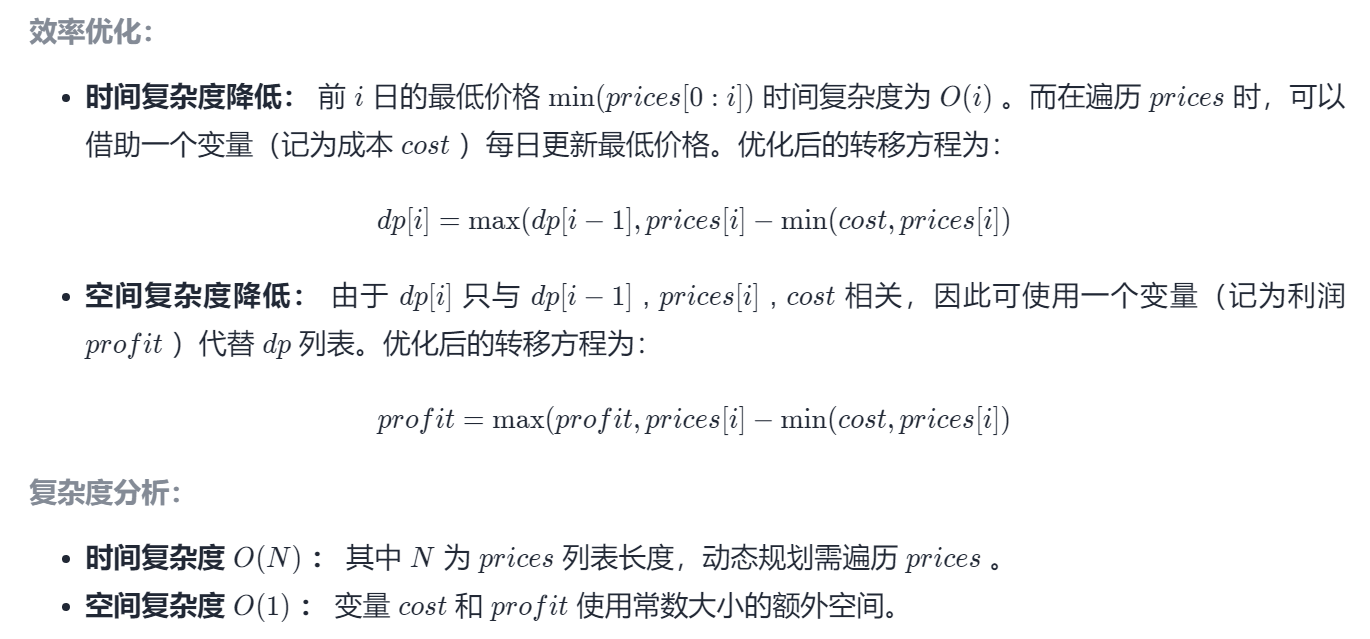 效率优化：
• 时间复杂度降低： 前 i 日的最低价格 min(prices[0 : i]) 时间复杂度为 O(i) 。而在遍历 prices 时，可以
借助一个变量（记为成本 cost ）每日更新最低价格。优化后的转移方程为：
dp[i] = max(dp[i − 1], prices[i] − min(cost, prices[i])
• 空间复杂度降低： 由于 dp[i] 只与 dp[i − 1] , prices[i] , cost 相关，因此可使用一个变量（记为利润
profit ）代替 dp 列表。优化后的转移方程为：
profit = max(profit, prices[i] − min(cost, prices[i])
复杂度分析：
• 时间复杂度 O(N) ： 其中 N 为 prices 列表长度，动态规划需遍历 prices 。
• 空间复杂度 O(1) ： 变量 cost 和 profit 使用常数大小的额外空间。